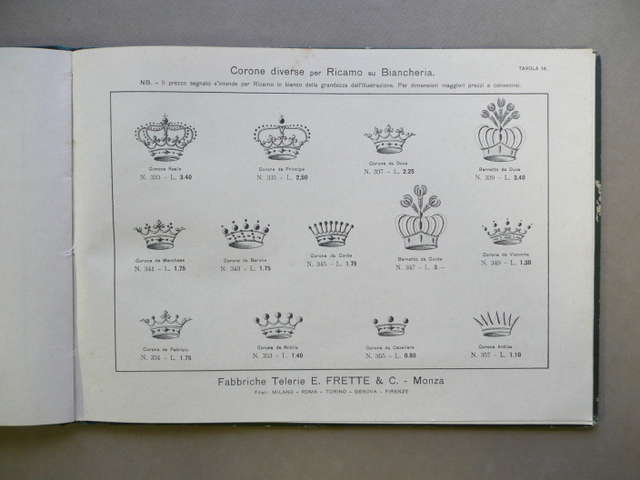 Corone diverse per Ricamo su Biancheria.
TAVOLA 16.
NB. - Il prezzo segnato s'intende per Ricamo in bianco della grandezza dell'illustrazione. Per dimensioni maggiori prezzi a convenirsi.
Corona Reale
N. 333 - L. 3.40
Corona da Principe
N. 335 - L. 2.50
Corona da Duca
N. 337 - L. 2.25
Berretto da Duca
N. 339 - L. 3.40
Corona da Marchese
N. 341 - L. 1.75
Corona da Barone
N. 343 - L. 1.75
Corona da Conte
N. 345 - L. 1.75
Berretto da Conte
N. 347 - L. 3.—
Corona da Visconte
N. 349 - L. 1.30
Corona da Patrizio
N. 351 - L. 1.75
Corona da Nobile
N. 353 - L. 1.40
Corona da Cavaliere
N. 355 - L. 0.80
Corona Antica
N. 357 - L. 1.10
Fabbriche Telerie E. FRETTE & C. - Monza
Filiali: MILANO - ROMA - TORINO - GENOVA - FIRENZE